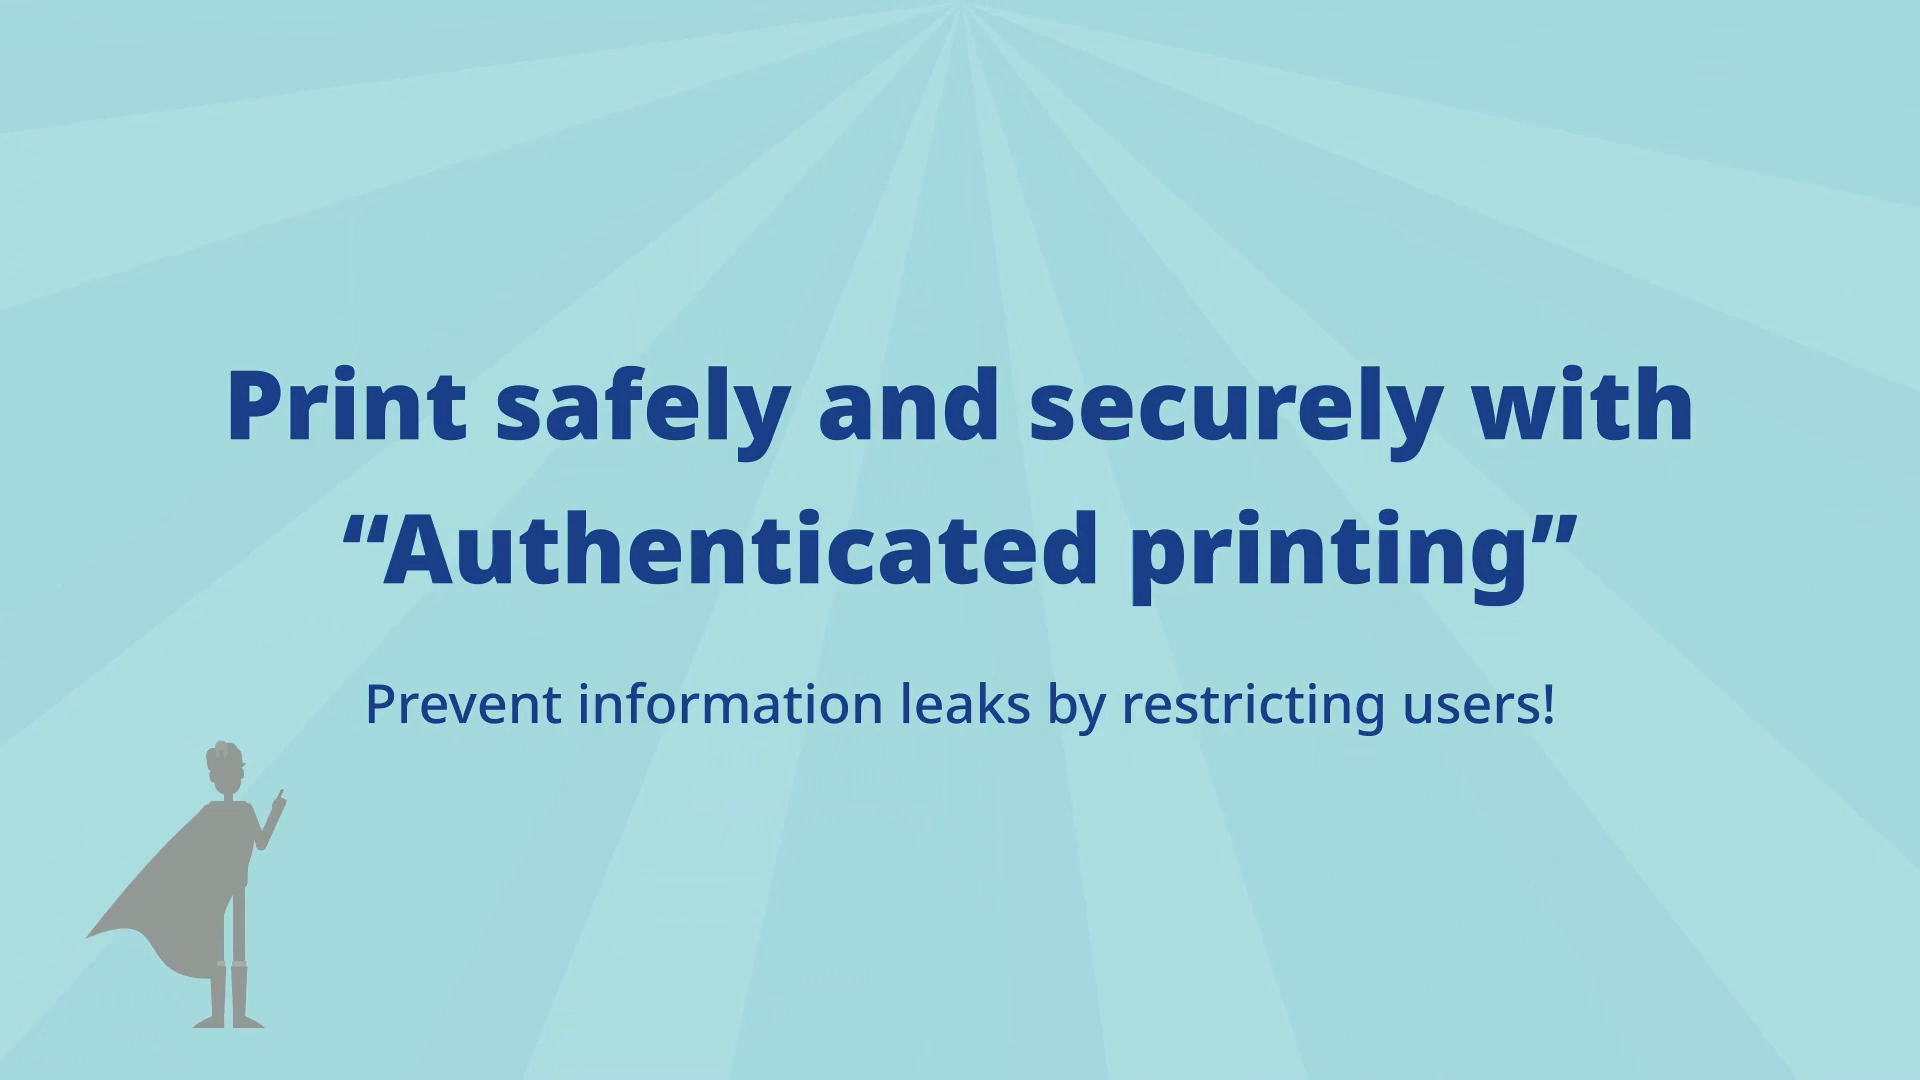 Print safely and securely with
“Authenticated printing”
Prevent information leaks by restricting users!